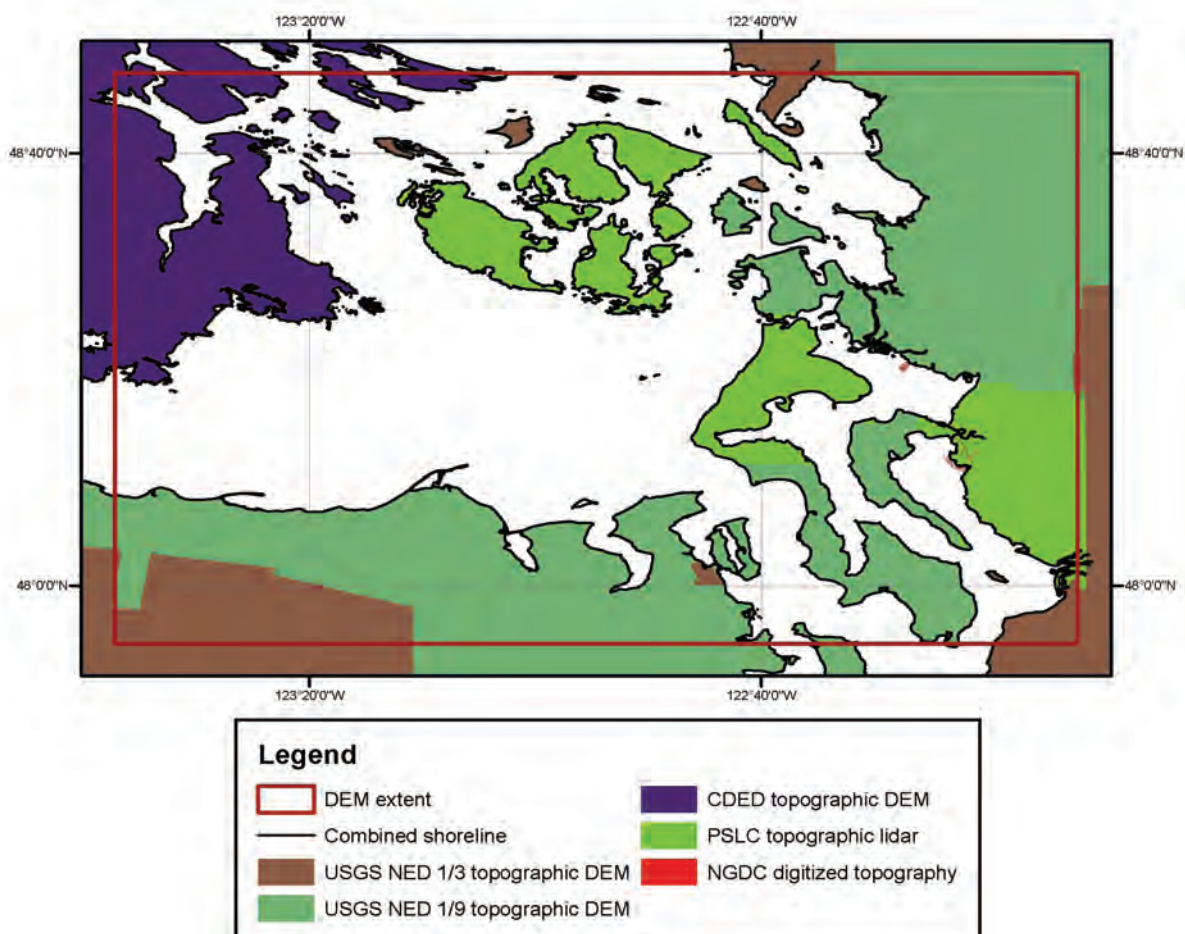 123°20'0"W
122°40'0"W
48°40'0"N
48°40'0"N
48°0'0"N
48°0'0"N
123°20'0"W
122°40'0"W
Legend
DEM extent
Combined shoreline
USGS NED 1/3 topographic DEM
USGS NED 1/9 topographic DEM
CDED topographic DEM
PSLC topographic lidar
NGDC digitized topography